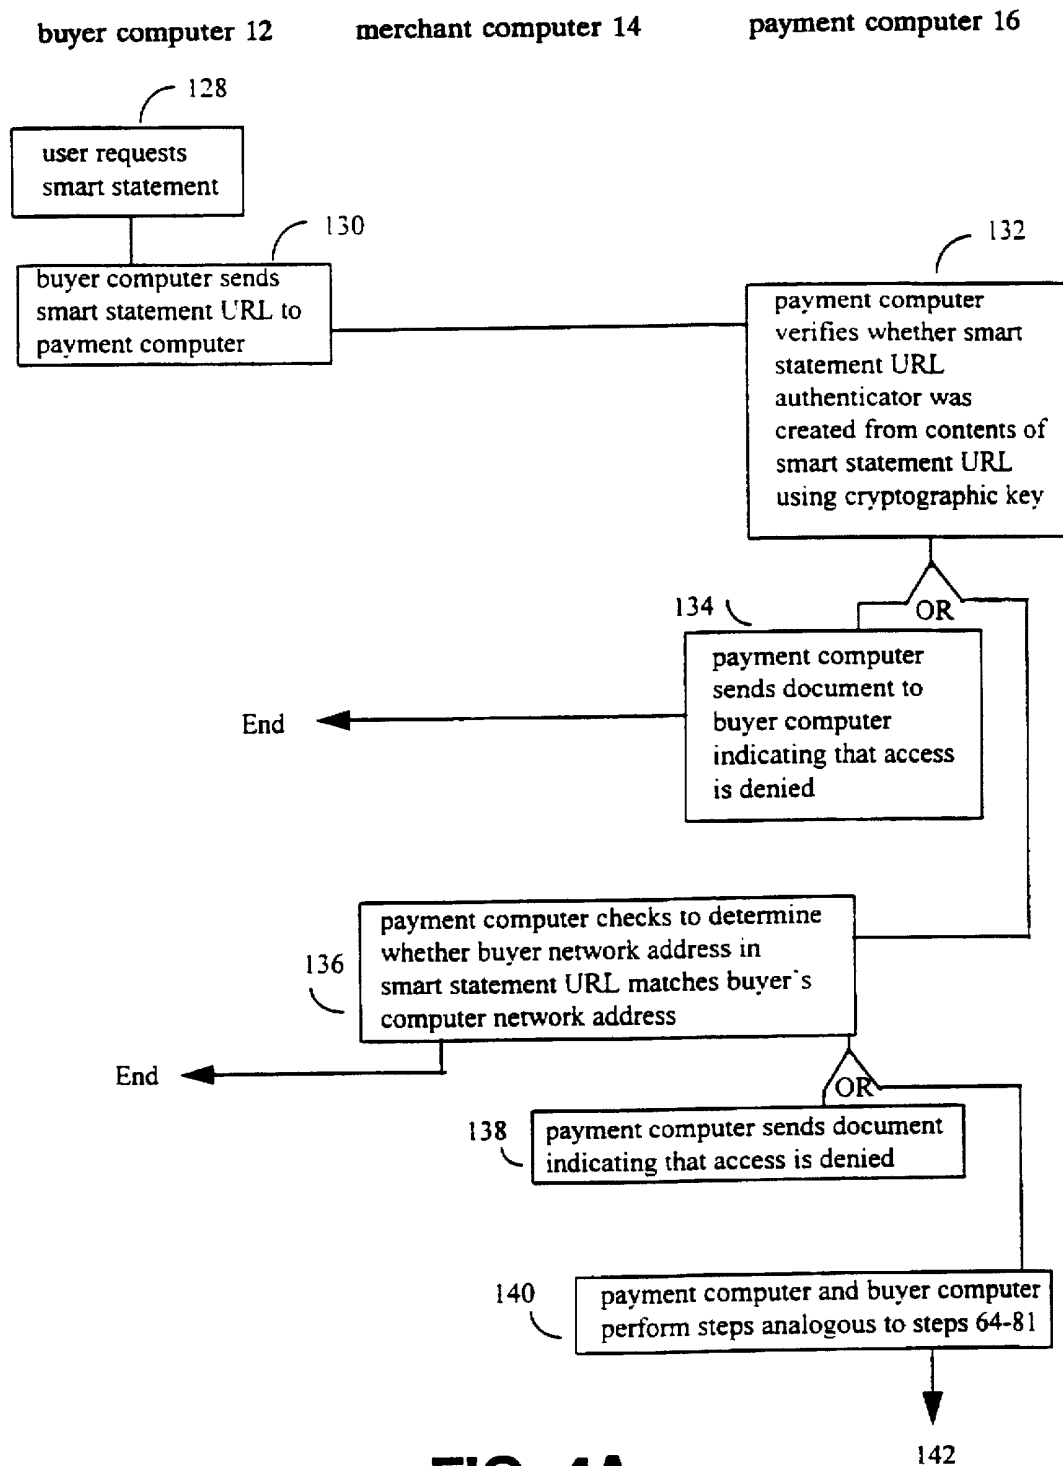 buyer computer 12 merchant computer 14 payment computer 16
128
user requests
smart statement
130
buyer computer sends
smart statement URL to
payment computer
132
payment computer
verifies whether smart
statement URL
authenticator was
created from contents of
smart statement URL
using cryptographic key
OR
134
payment computer
sends document to
buyer computer
indicating that access
is denied
End
136
payment computer checks to determine
whether buyer network address in
smart statement URL matches buyer's
computer network address
End
OR
138
payment computer sends document
indicating that access is denied
140
payment computer and buyer computer
perform steps analogous to steps 64-81
142
FIG. 4A